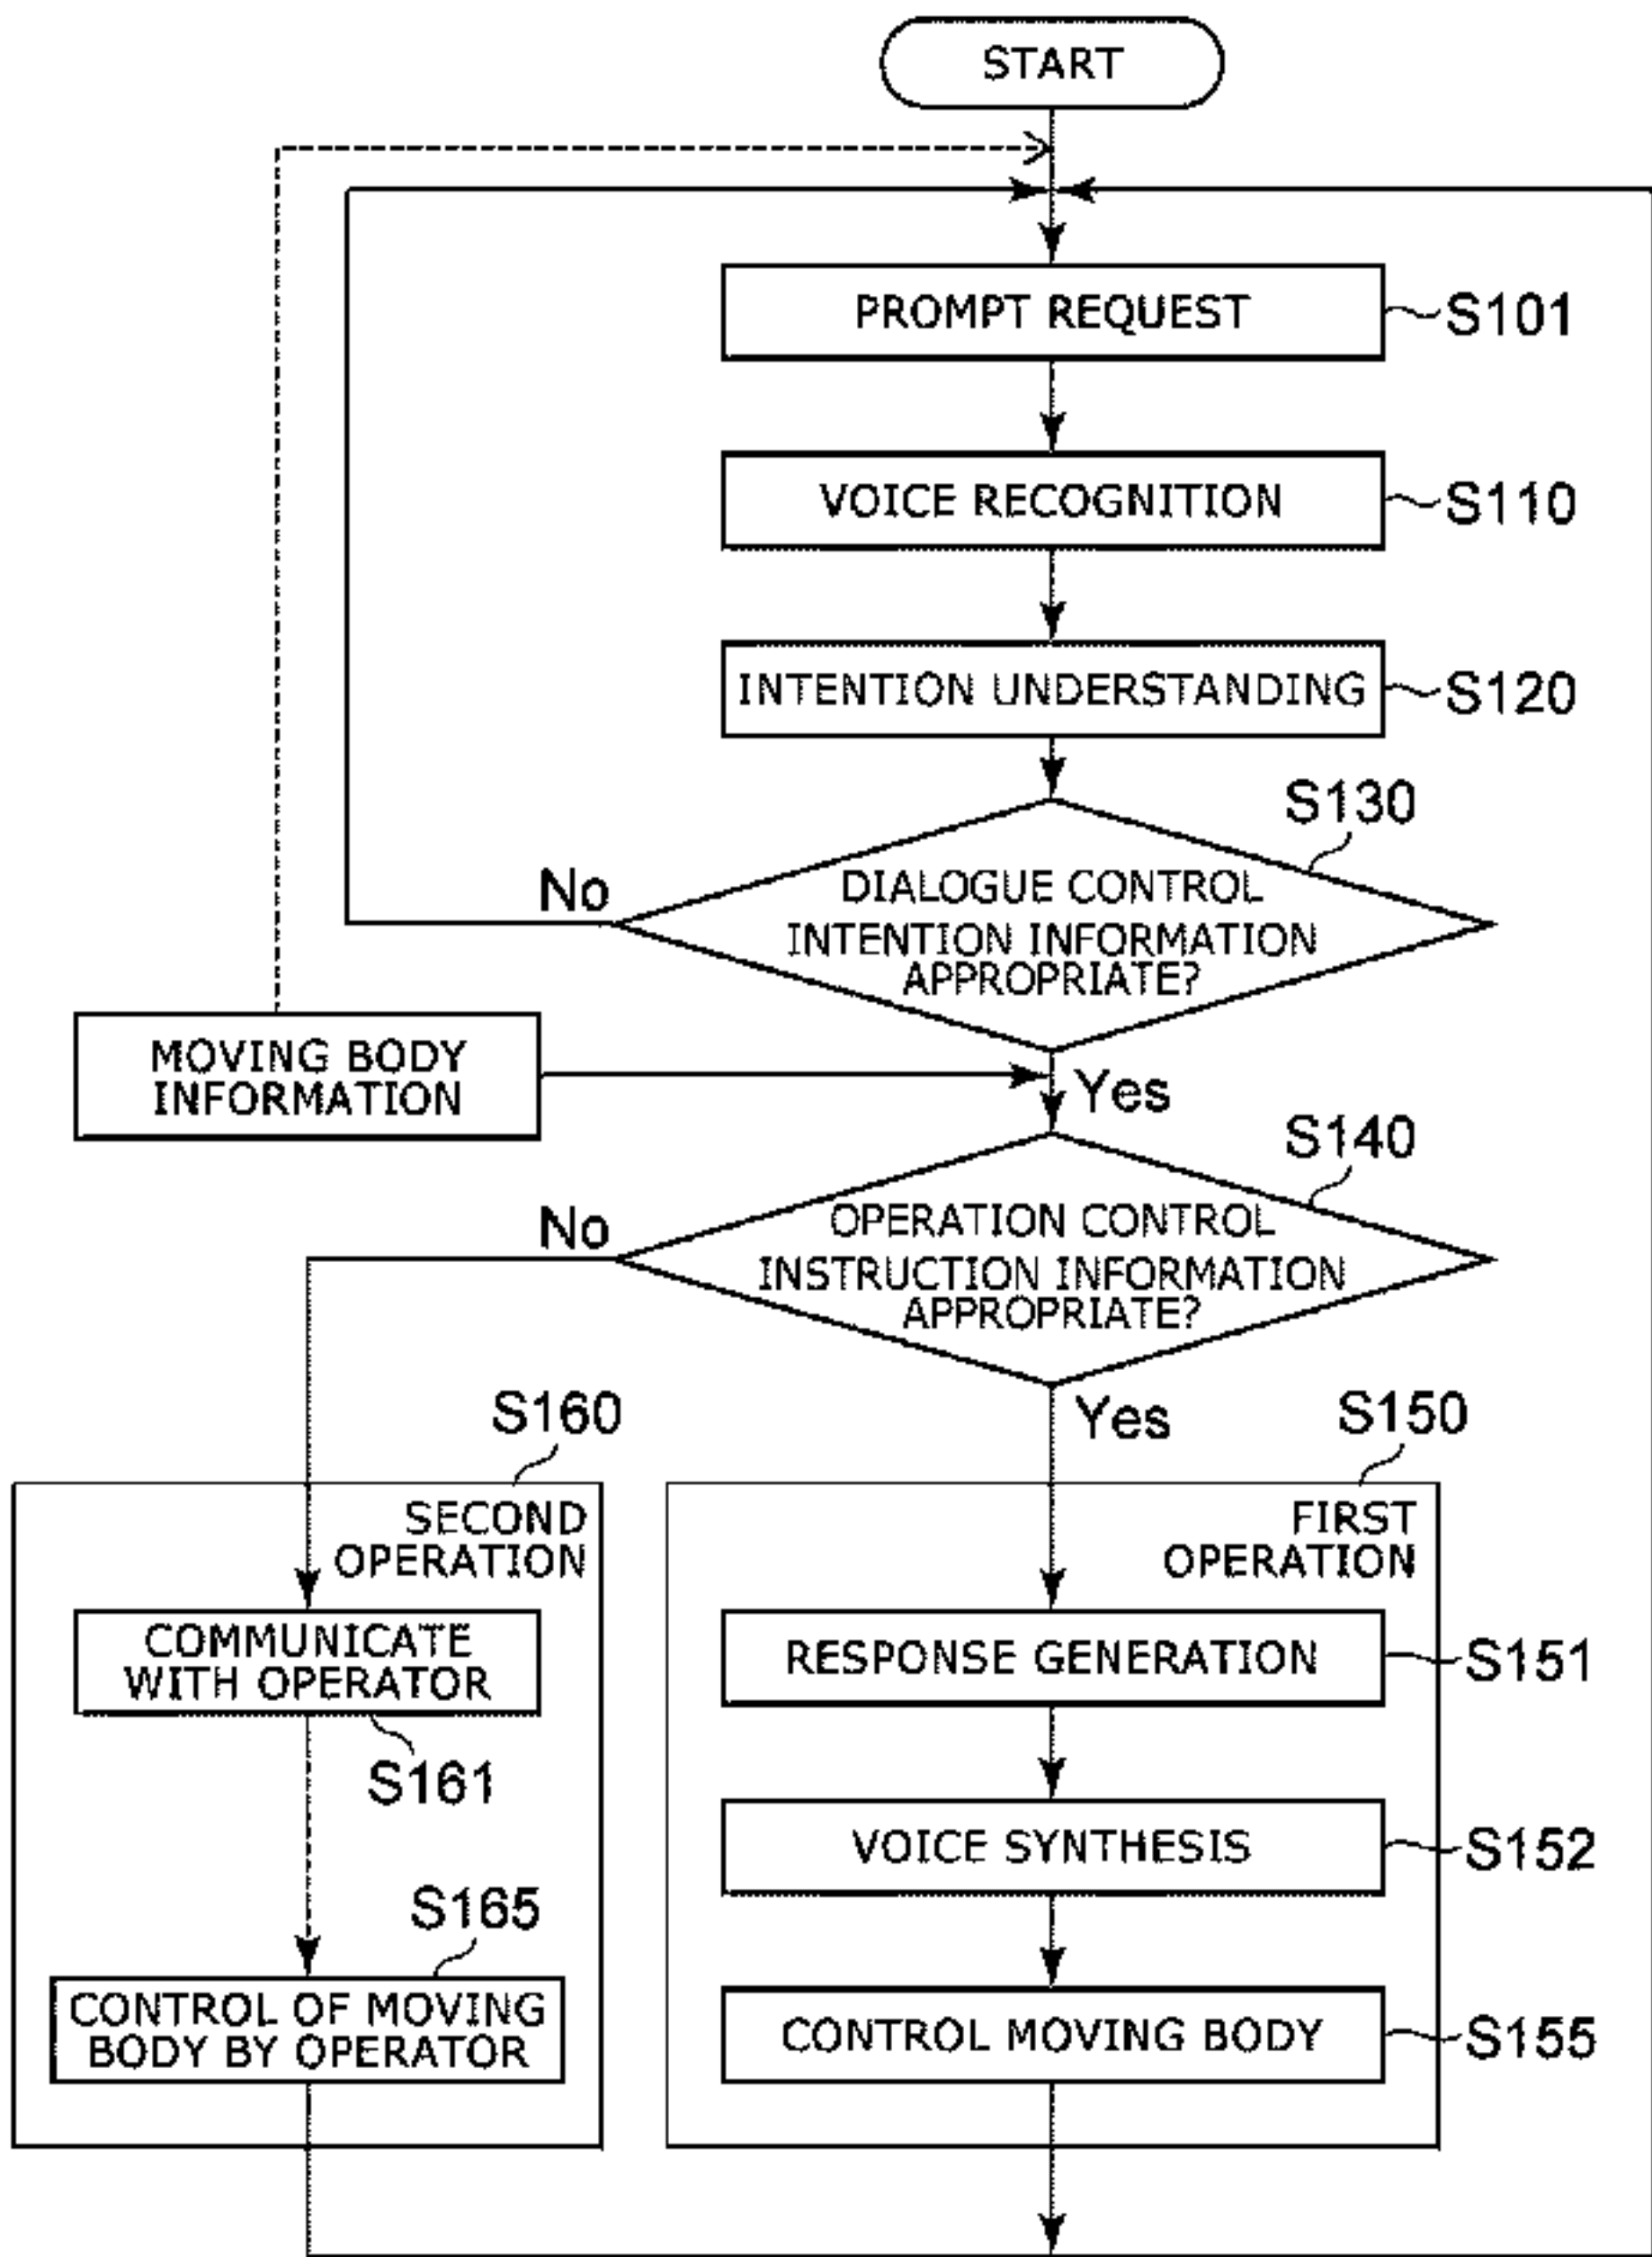 START
PROMPT REQUEST
S101
VOICE RECOGNITION
S110
INTENTION UNDERSTANDING
S120
S130
No
DIALOGUE CONTROL
INTENTION INFORMATION
APPROPRIATE?
MOVING BODY
INFORMATION
Yes
S140
No
OPERATION CONTROL
INSTRUCTION INFORMATION
APPROPRIATE?
Yes
S160
SECOND
OPERATION
COMMUNICATE
WITH OPERATOR
S161
S165
CONTROL OF MOVING
BODY BY OPERATOR
S150
FIRST
OPERATION
RESPONSE GENERATION
S151
VOICE SYNTHESIS
S152
CONTROL MOVING BODY
S155